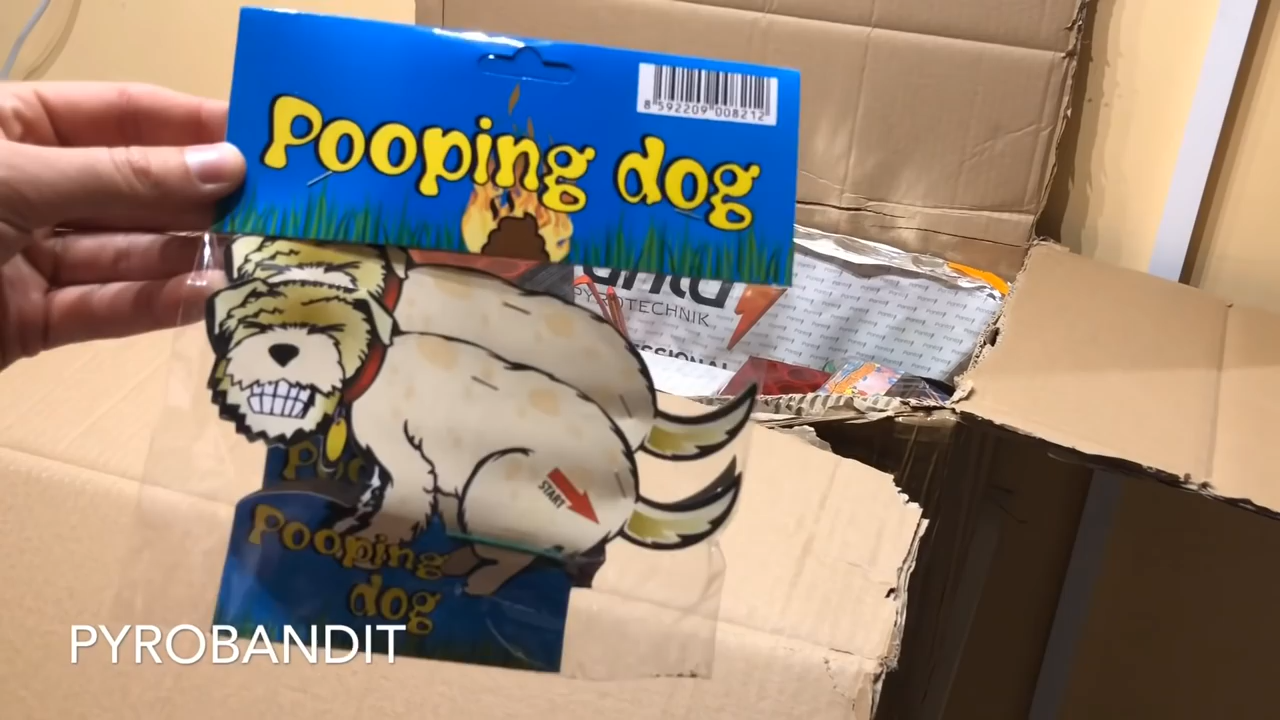 8 592209 008212
Pooping dog
PYROTECHNIK
START
Pooping
dog
PYROBANDIT